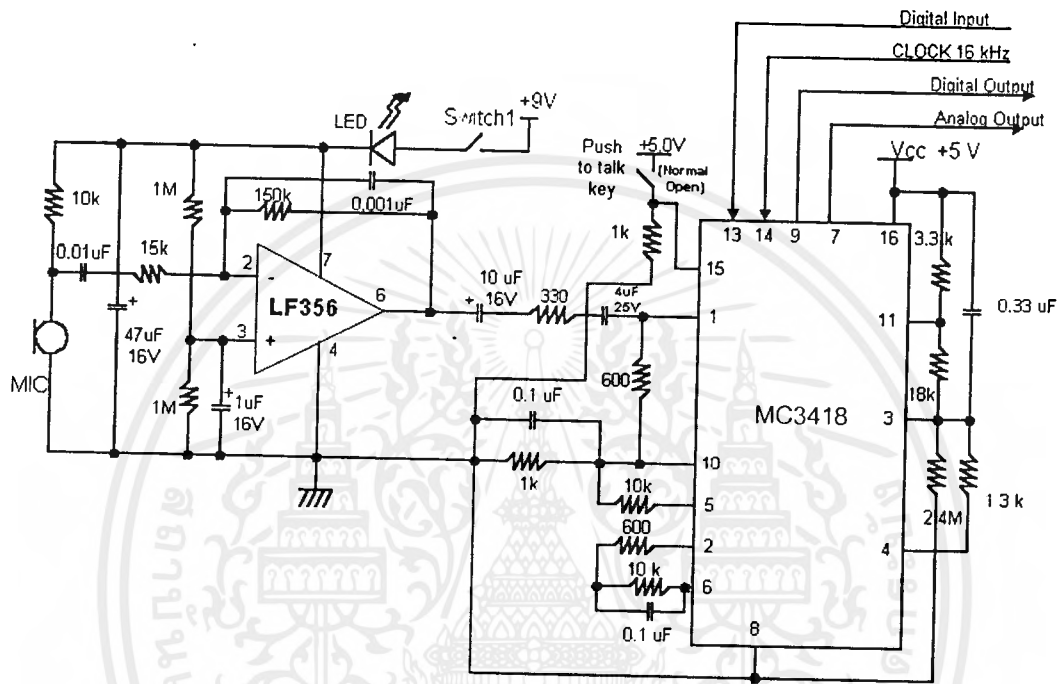 Digital Input
CLOCK 16 kHz
Digital Output
Analog Output
LED
Switch1
+9V
Push
to talk
key
+5.0V
(Normal
Open)
Vcc +5 V
10k
1M
150k
0.001uF
1k
13
14
9
7
16
3.3 k
0.01uF
15k
2
-
7
15
LF356
6
10 uF
16V
330
4uF
25V
1
11
0.33 uF
3
+
4
47uF
16V
MIC
1M
1uF
16V
0.1 uF
600
18k
MC3418
3
10
1k
10k
5
600
2
2.4M
1.3 k
4
10 k
6
0.1 uF
8